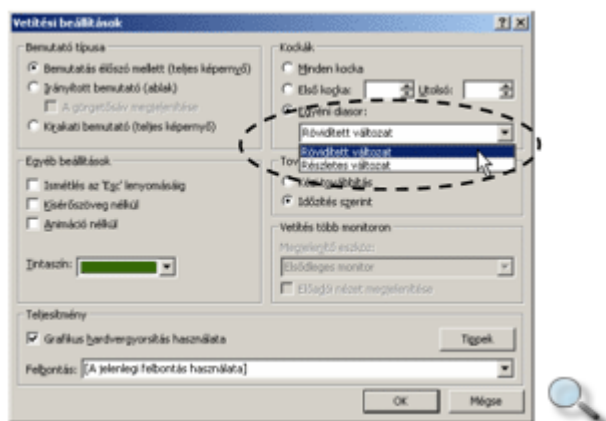 Vetítési beállítások
Bemutató típusa
Bemutatás élőszó mellett (teljes képernyő)
Irányított bemutató (ablak)
A görgetősáv megjelenítése
Kirakati bemutató (teljes képernyő)
Kockák
Minden kocka
Első kocka: Utolsó:
Egyéni diasor:
Rövidített változat
Rövidített változat
Részletes változat
Egyéb beállítások
Ismétlés az 'Esc' lenyomásáig
Kísérőszöveg nélkül
Animáció nélkül
Tintaszín:
Kézi továbbítás
Időzítés szerint
Vetítés több monitoron
Megjelenítő eszköz:
Elsődleges monitor
Előadói nézet megjelenítése
Teljesítmény
Grafikus hardvergyorsítás használata
Tippek
Felbontás: [A jelenlegi felbontás használata]
OK Mégse